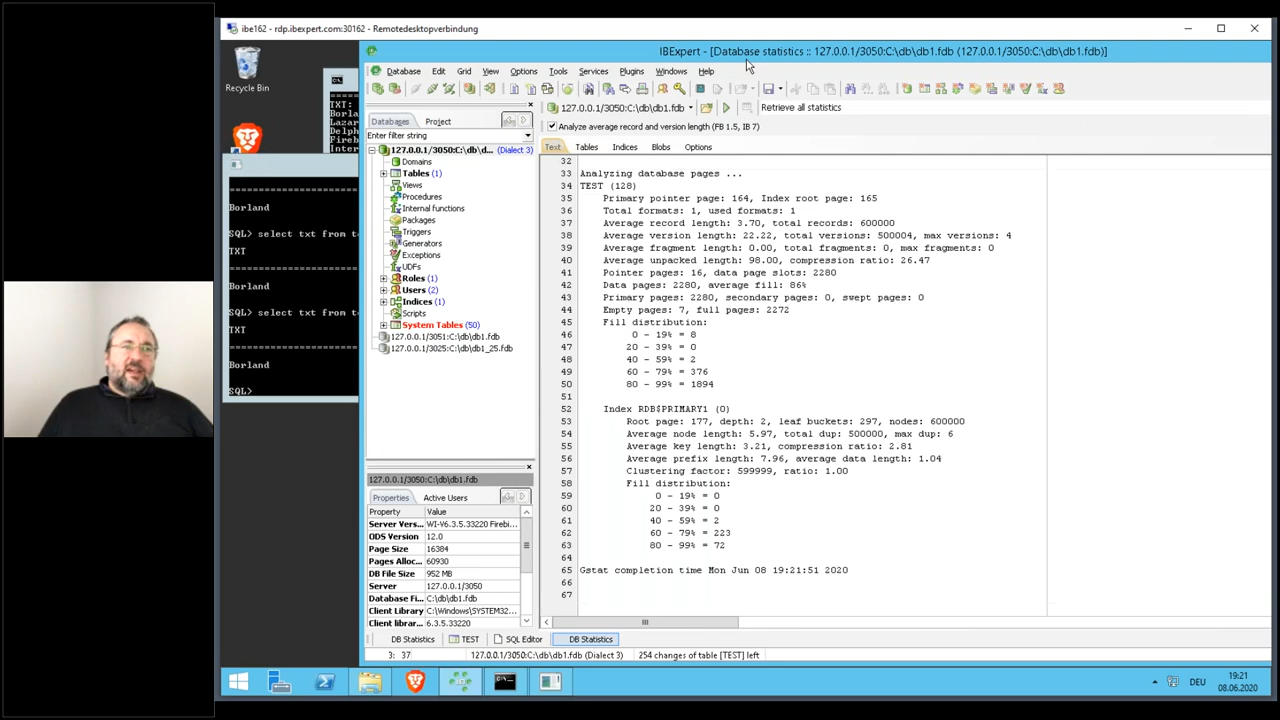 ibe162 - rdp.ibexpert.com:30162 - Remotedesktopverbindung
IBExpert - [Database statistics :: 127.0.0.1/3050:C:\db\db1.fdb (127.0.0.1/3050:C:\db\db1.fdb)]
Database Edit Grid View Options Tools Services Plugins Windows Help
Recycle Bin
TXT:
Borla
Lazar
Delph
Fireb
Inter
Borland
SQL> select txt from t
TXT
Borland
SQL> select txt from t
TXT
Borland
SQL>
Databases Project
Enter filter string
127.0.0.1/3050:C:\db\d... (Dialect 3)
Domains
Tables (1)
Views
Procedures
Internal functions
Packages
Triggers
Generators
Exceptions
UDFs
Roles (1)
Users (2)
Indices (1)
Scripts
System Tables (50)
127.0.0.1/3051:C:\db\db1.fdb
127.0.0.1/3025:C:\db\db1_25.fdb
127.0.0.1/3050:C:\db\db1.fdb
Properties Active Users
Property Value
Server Vers... WI-V6.3.5.33220 Firebi...
ODS Version 12.0
Page Size 16384
Pages Alloc... 60930
DB File Size 952 MB
Server 127.0.0.1/3050
Database Fi... C:\db\db1.fdb
Client Library C:\Windows\SYSTEM32...
Client librar... 6.3.5.33220
127.0.0.1/3050:C:\db\db1.fdb Retrieve all statistics
Analyze average record and version length (FB 1.5, IB 7)
Text Tables Indices Blobs Options
32
33 Analyzing database pages ...
34 TEST (128)
35 Primary pointer page: 164, Index root page: 165
36 Total formats: 1, used formats: 1
37 Average record length: 3.70, total records: 600000
38 Average version length: 22.22, total versions: 500004, max versions: 4
39 Average fragment length: 0.00, total fragments: 0, max fragments: 0
40 Average unpacked length: 98.00, compression ratio: 26.47
41 Pointer pages: 16, data page slots: 2280
42 Data pages: 2280, average fill: 86%
43 Primary pages: 2280, secondary pages: 0, swept pages: 0
44 Empty pages: 7, full pages: 2272
45 Fill distribution:
46 0 - 19% = 8
47 20 - 39% = 0
48 40 - 59% = 2
49 60 - 79% = 376
50 80 - 99% = 1894
51
52 Index RDB$PRIMARY1 (0)
53 Root page: 177, depth: 2, leaf buckets: 297, nodes: 600000
54 Average node length: 5.97, total dup: 500000, max dup: 6
55 Average key length: 3.21, compression ratio: 2.81
56 Average prefix length: 7.96, average data length: 1.04
57 Clustering factor: 599999, ratio: 1.00
58 Fill distribution:
59 0 - 19% = 0
60 20 - 39% = 0
61 40 - 59% = 2
62 60 - 79% = 223
63 80 - 99% = 72
64
65 Gstat completion time Mon Jun 08 19:21:51 2020
66
67
DB Statistics TEST SQL Editor DB Statistics
3: 37 127.0.0.1/3050:C:\db\db1.fdb (Dialect 3) 254 changes of table [TEST] left
DEU 19:21
08.06.2020